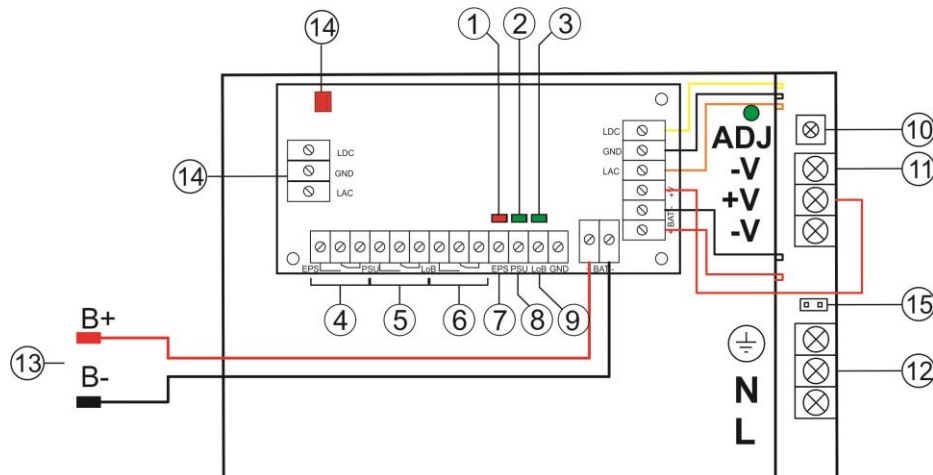 14
1
2
3
LDC
GND
LAC
ADJ
-V
+V
-V
10
11
LDC
GND
LAC
+V
- BAT +
14
EPS PSU LoB
EPS PSU LoB GND
+ BAT -
4
5
6
7
8
9
15
B+
13
B-
N
L
12